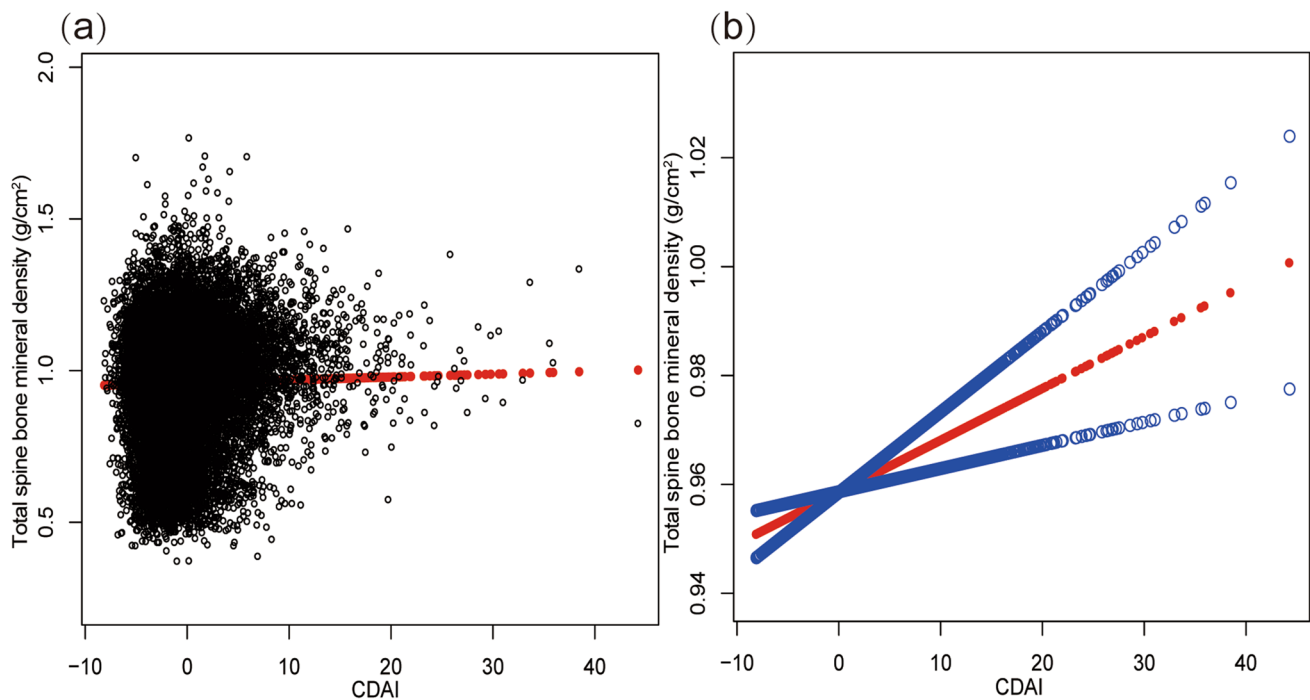 (a)
Total spine bone mineral density (g/cm²)
2.0
1.5
1.0
0.5
−10 0 10 20 30 40
CDAI
(b)
Total spine bone mineral density (g/cm²)
1.02
1.00
0.98
0.96
0.94
−10 0 10 20 30 40
CDAI